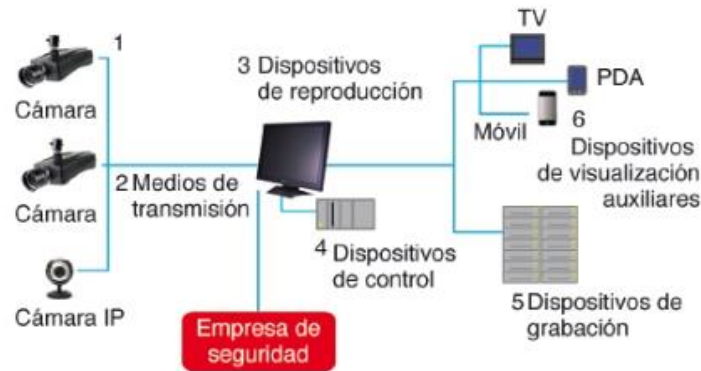 1
Cámara
Cámara
Cámara IP
2 Medios de
transmisión
3 Dispositivos
de reproducción
4 Dispositivos
de control
Empresa de
seguridad
TV
PDA
Móvil
6
Dispositivos
de visualización
auxiliares
5 Dispositivos de
grabación